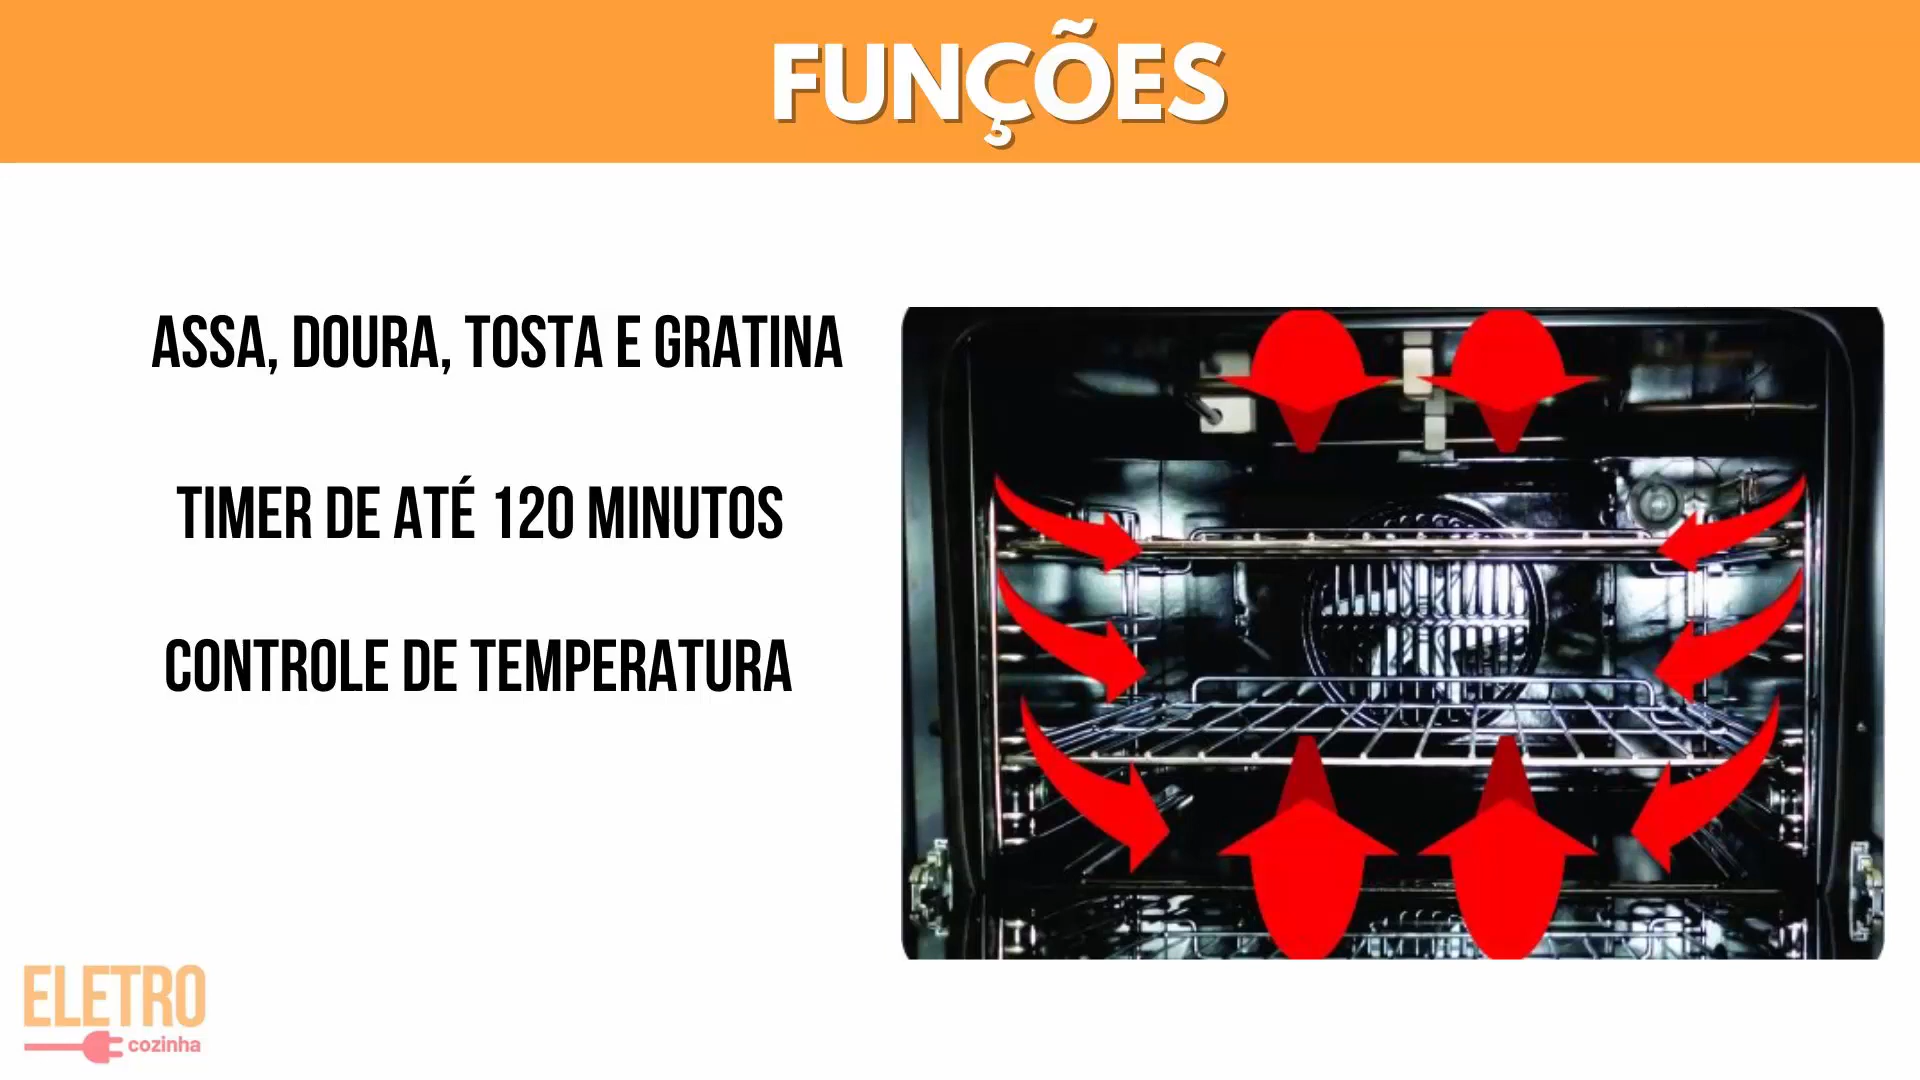 FUNÇÕES
ASSA, DOURA, TOSTA E GRATINA
TIMER DE ATÉ 120 MINUTOS
CONTROLE DE TEMPERATURA
ELETRO
cozinha